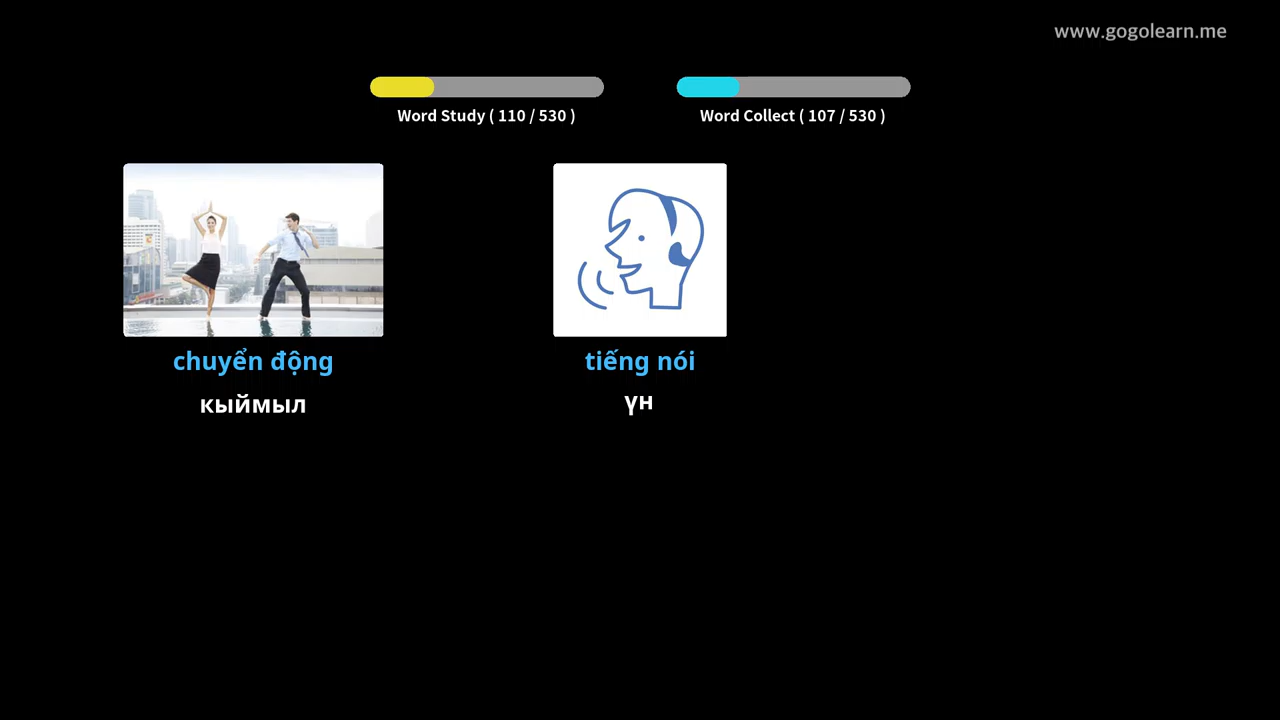 www.gogolearn.me
Word Study ( 110 / 530 )
Word Collect ( 107 / 530 )
chuyển động
кыймыл
tiếng nói
үн